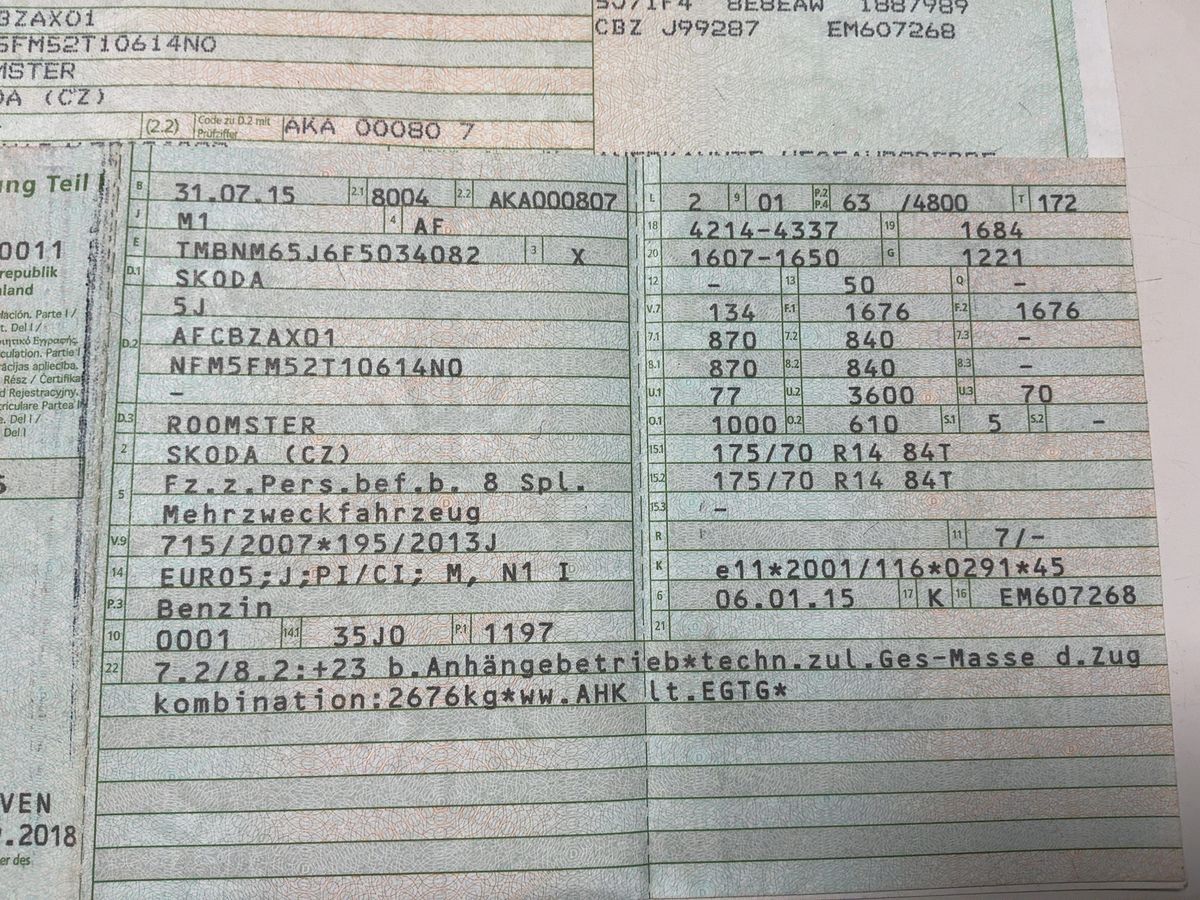 BZAX01
5FM52T10614NO
MSTER
DA (CZ)
(2.2) Code zu D.2 mit Prüfziffer AKA 00080 7
5J71F4 8E8EAW 1887989
CBZ J99287 EM607268
ung Teil I
0011
republik
land
VEN
.2018
er des
B 31.07.15 2.1 8004 2.2 AKA000807
J M1 4 AF
E TMBNM65J6F5034082 3 X
D.1 SKODA
5J
D.2 AFCBZAX01
NFM5FM52T10614NO
–
D.3 ROOMSTER
2 SKODA (CZ)
5 Fz.z.Pers.bef.b. 8 Spl.
Mehrzweckfahrzeug
V.9 715/2007*195/2013J
14 EURO5;J;PI/CI; M, N1 I
P.3 Benzin
10 0001 14.1 35J0 P.1 1197
L 2 9 01 P.2 P.4 63 /4800 T 172
18 4214-4337 19 1684
20 1607-1650 G 1221
12 – 13 50 Q –
V.7 134 F.1 1676 F.2 1676
7.1 870 7.2 840 7.3 –
8.1 870 8.2 840 8.3 –
U.1 77 U.2 3600 U.3 70
O.1 1000 O.2 610 S.1 5 S.2 –
15.1 175/70 R14 84T
15.2 175/70 R14 84T
15.3 –
R 11 7/-
K e11*2001/116*0291*45
6 06.01.15 17 K 16 EM607268
21
22 7.2/8.2:+23 b.Anhängebetrieb*techn.zul.Ges-Masse d.Zug
kombination:2676kg*ww.AHK lt.EGTG*